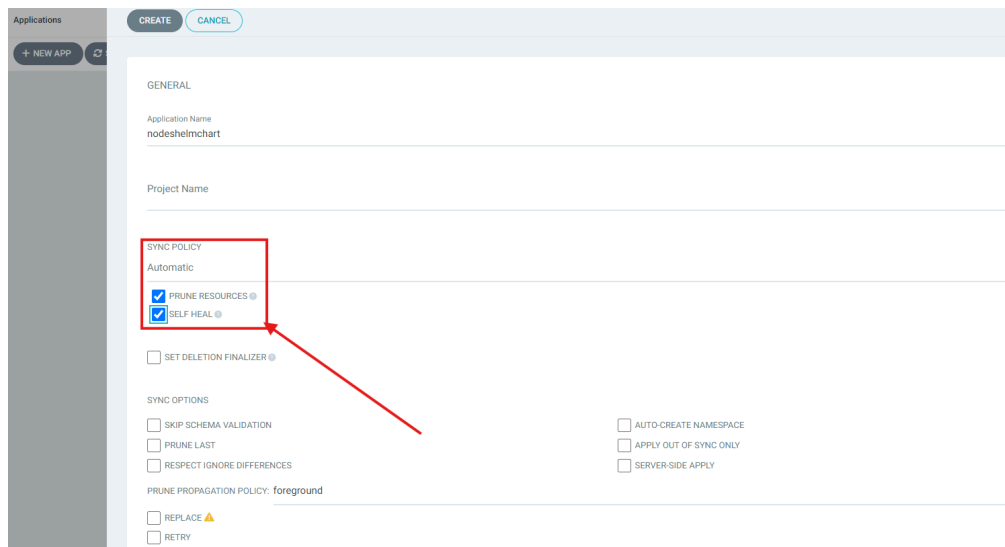 Applications
CREATE CANCEL
+ NEW APP
GENERAL
Application Name
nodeshelmchart
Project Name
SYNC POLICY
Automatic
PRUNE RESOURCES
SELF HEAL
SET DELETION FINALIZER
SYNC OPTIONS
SKIP SCHEMA VALIDATION AUTO-CREATE NAMESPACE
PRUNE LAST APPLY OUT OF SYNC ONLY
RESPECT IGNORE DIFFERENCES SERVER-SIDE APPLY
PRUNE PROPAGATION POLICY: foreground
REPLACE
RETRY